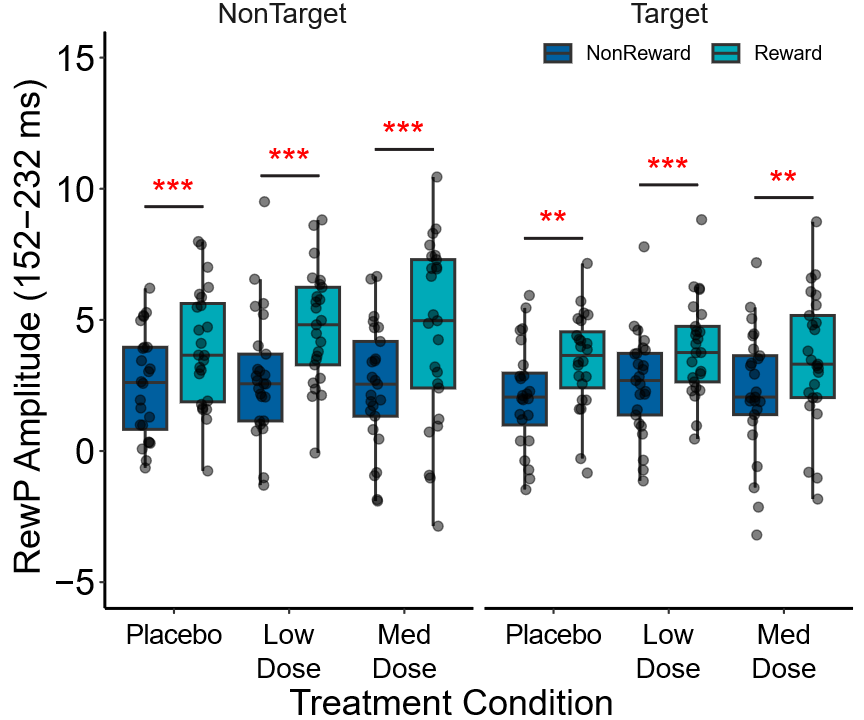 NonTarget Target
NonReward Reward
RewP Amplitude (152−232 ms)
15
10
5
0
−5
*** *** ***
** *** **
Placebo Low Dose Med Dose
Placebo Low Dose Med Dose
Treatment Condition